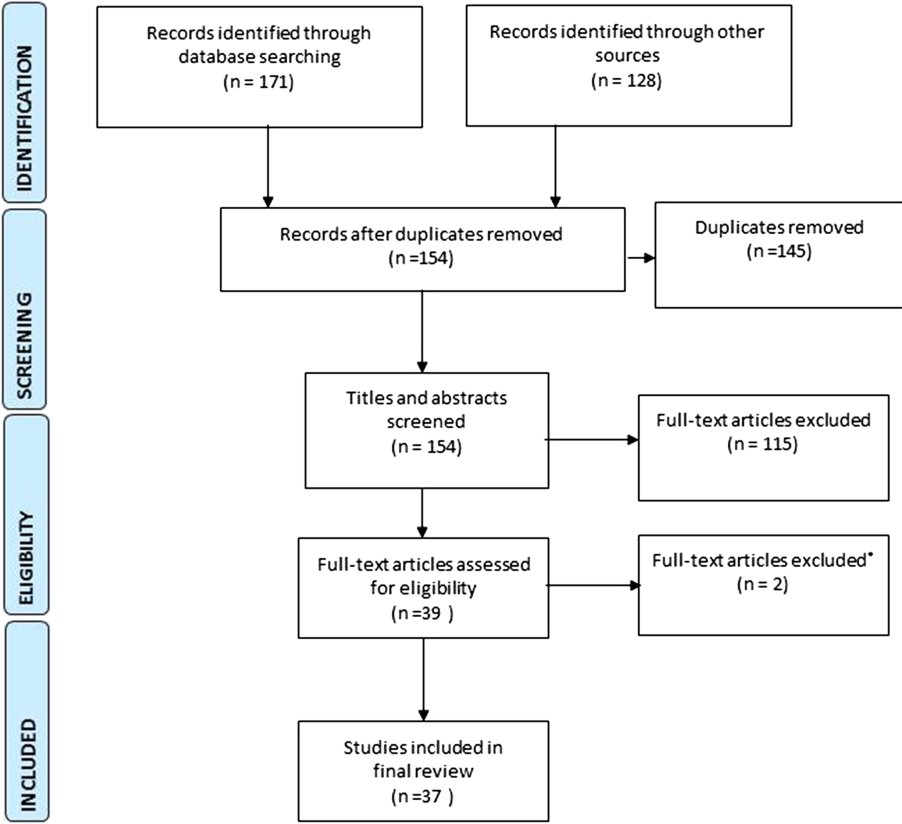 IDENTIFICATION
Records identified through
database searching
(n = 171)
Records identified through other
sources
(n = 128)
SCREENING
Records after duplicates removed
(n =154)
Duplicates removed
(n =145)
Titles and abstracts
screened
(n = 154)
Full-text articles excluded
(n = 115)
ELIGIBILITY
Full-text articles assessed
for eligibility
(n =39 )
Full-text articles excluded*
(n = 2)
INCLUDED
Studies included in
final review
(n =37 )